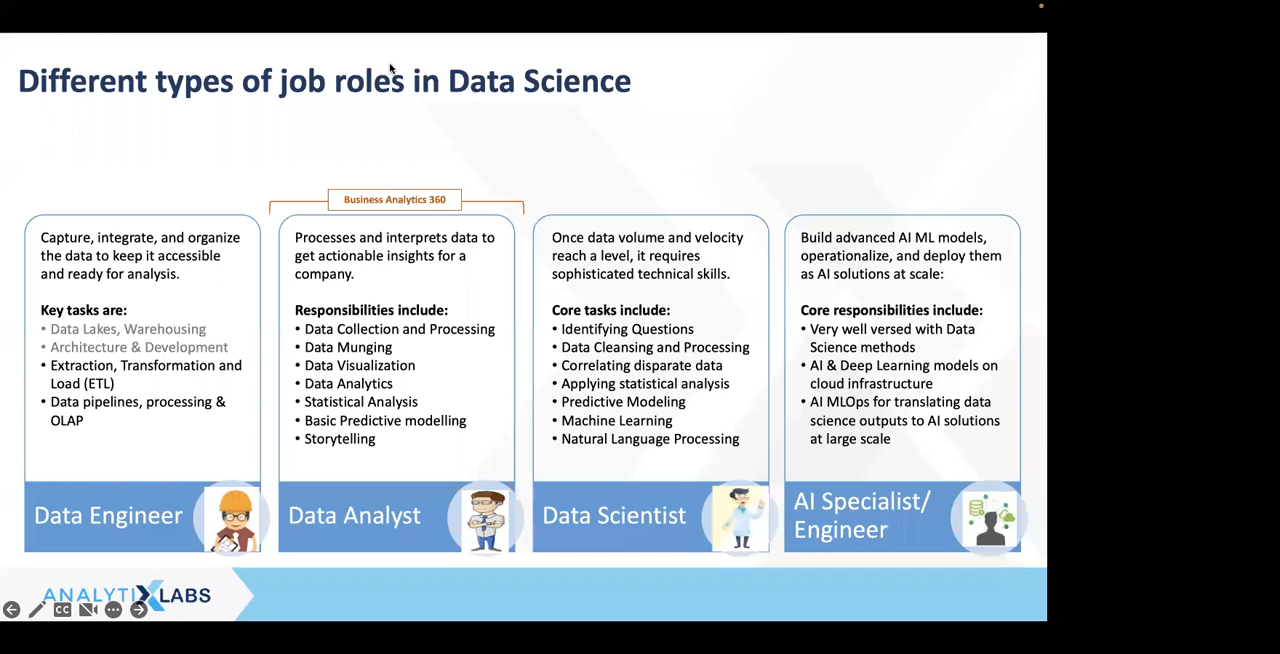 Different types of job roles in Data Science
Business Analytics 360
Capture, integrate, and organize
the data to keep it accessible
and ready for analysis.
Key tasks are:
• Data Lakes, Warehousing
• Architecture & Development
• Extraction, Transformation and
Load (ETL)
• Data pipelines, processing &
OLAP
Data Engineer
Processes and interprets data to
get actionable insights for a
company.
Responsibilities include:
• Data Collection and Processing
• Data Munging
• Data Visualization
• Data Analytics
• Statistical Analysis
• Basic Predictive modelling
• Storytelling
Data Analyst
Once data volume and velocity
reach a level, it requires
sophisticated technical skills.
Core tasks include:
• Identifying Questions
• Data Cleansing and Processing
• Correlating disparate data
• Applying statistical analysis
• Predictive Modeling
• Machine Learning
• Natural Language Processing
Data Scientist
Build advanced AI ML models,
operationalize, and deploy them
as AI solutions at scale:
Core responsibilities include:
• Very well versed with Data
Science methods
• AI & Deep Learning models on
cloud infrastructure
• AI MLOps for translating data
science outputs to AI solutions
at large scale
AI Specialist/
Engineer
ANALYTIXLABS
CC